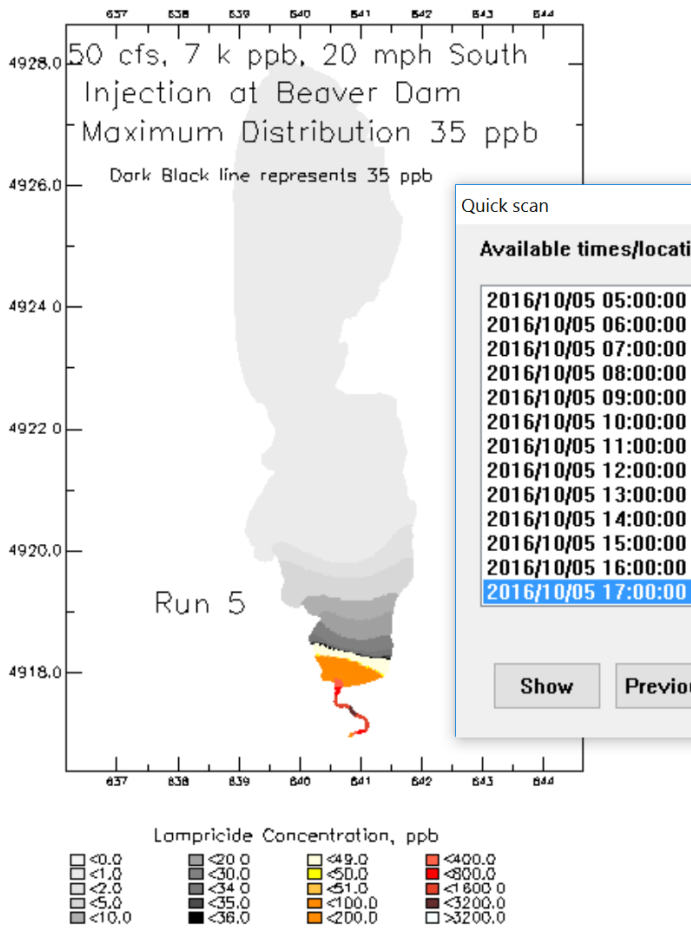 637 638 639 640 641 642 643 644
4928.0
50 cfs, 7 k ppb, 20 mph South
Injection at Beaver Dam
Maximum Distribution 35 ppb
Dark Black line represents 35 ppb
4926.0
4924 0
4922 0
4920.0
Run 5
4918.0
637 638 639 640 641 642 643 644
Quick scan
Available times/locati
2016/10/05 05:00:00
2016/10/05 06:00:00
2016/10/05 07:00:00
2016/10/05 08:00:00
2016/10/05 09:00:00
2016/10/05 10:00:00
2016/10/05 11:00:00
2016/10/05 12:00:00
2016/10/05 13:00:00
2016/10/05 14:00:00
2016/10/05 15:00:00
2016/10/05 16:00:00
2016/10/05 17:00:00
Show Previou
Lampricide Concentration, ppb
<0.0 <20 0 <49.0 <400.0
<1.0 <30.0 <50.0 <800.0
<2.0 <34 0 <51.0 <1600 0
<5.0 <35.0 <100.0 <3200.0
<10.0 <36.0 <200.0 >3200.0